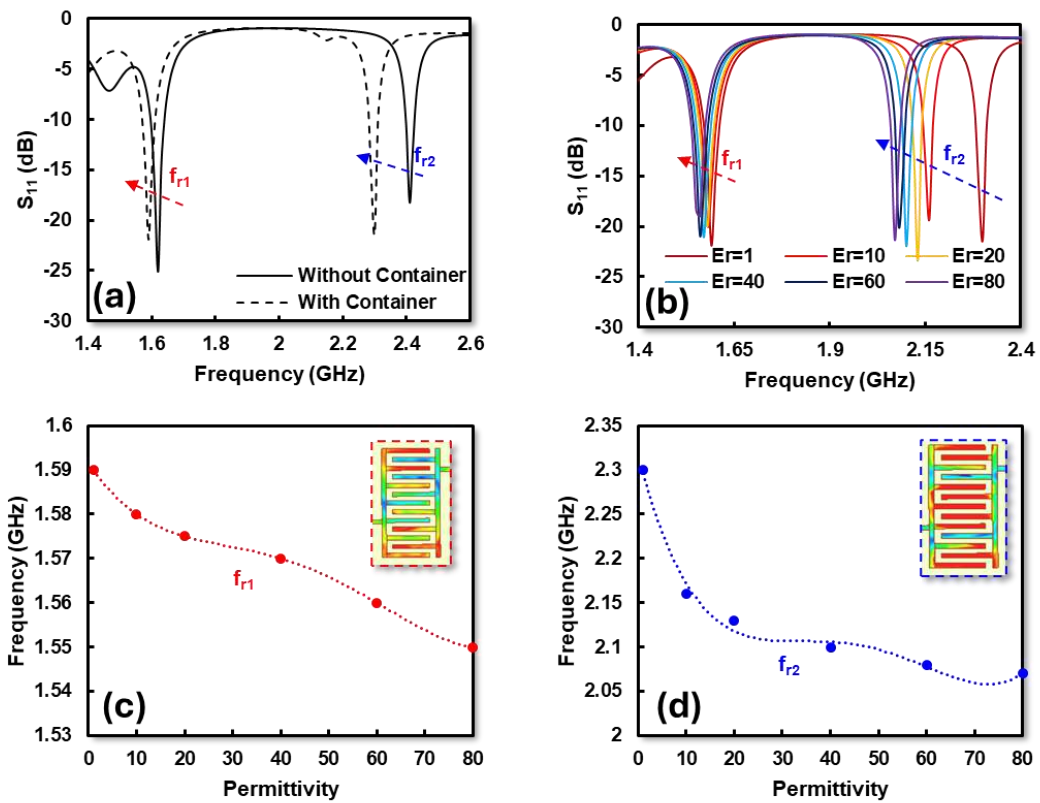 0
-5
-10
-15
-20
-25
-30
S11 (dB)
fr1
fr2
Without Container
With Container
(a)
1.4 1.6 1.8 2 2.2 2.4 2.6
Frequency (GHz)
0
-5
-10
-15
-20
-25
-30
S11 (dB)
fr1
fr2
Er=1 Er=10 Er=20
Er=40 Er=60 Er=80
(b)
1.4 1.65 1.9 2.15 2.4
Frequency (GHz)
1.6
1.59
1.58
1.57
1.56
1.55
1.54
1.53
Frequency (GHz)
fr1
(c)
0 10 20 30 40 50 60 70 80
Permittivity
2.35
2.3
2.25
2.2
2.15
2.1
2.05
2
Frequency (GHz)
fr2
(d)
0 10 20 30 40 50 60 70 80
Permittivity